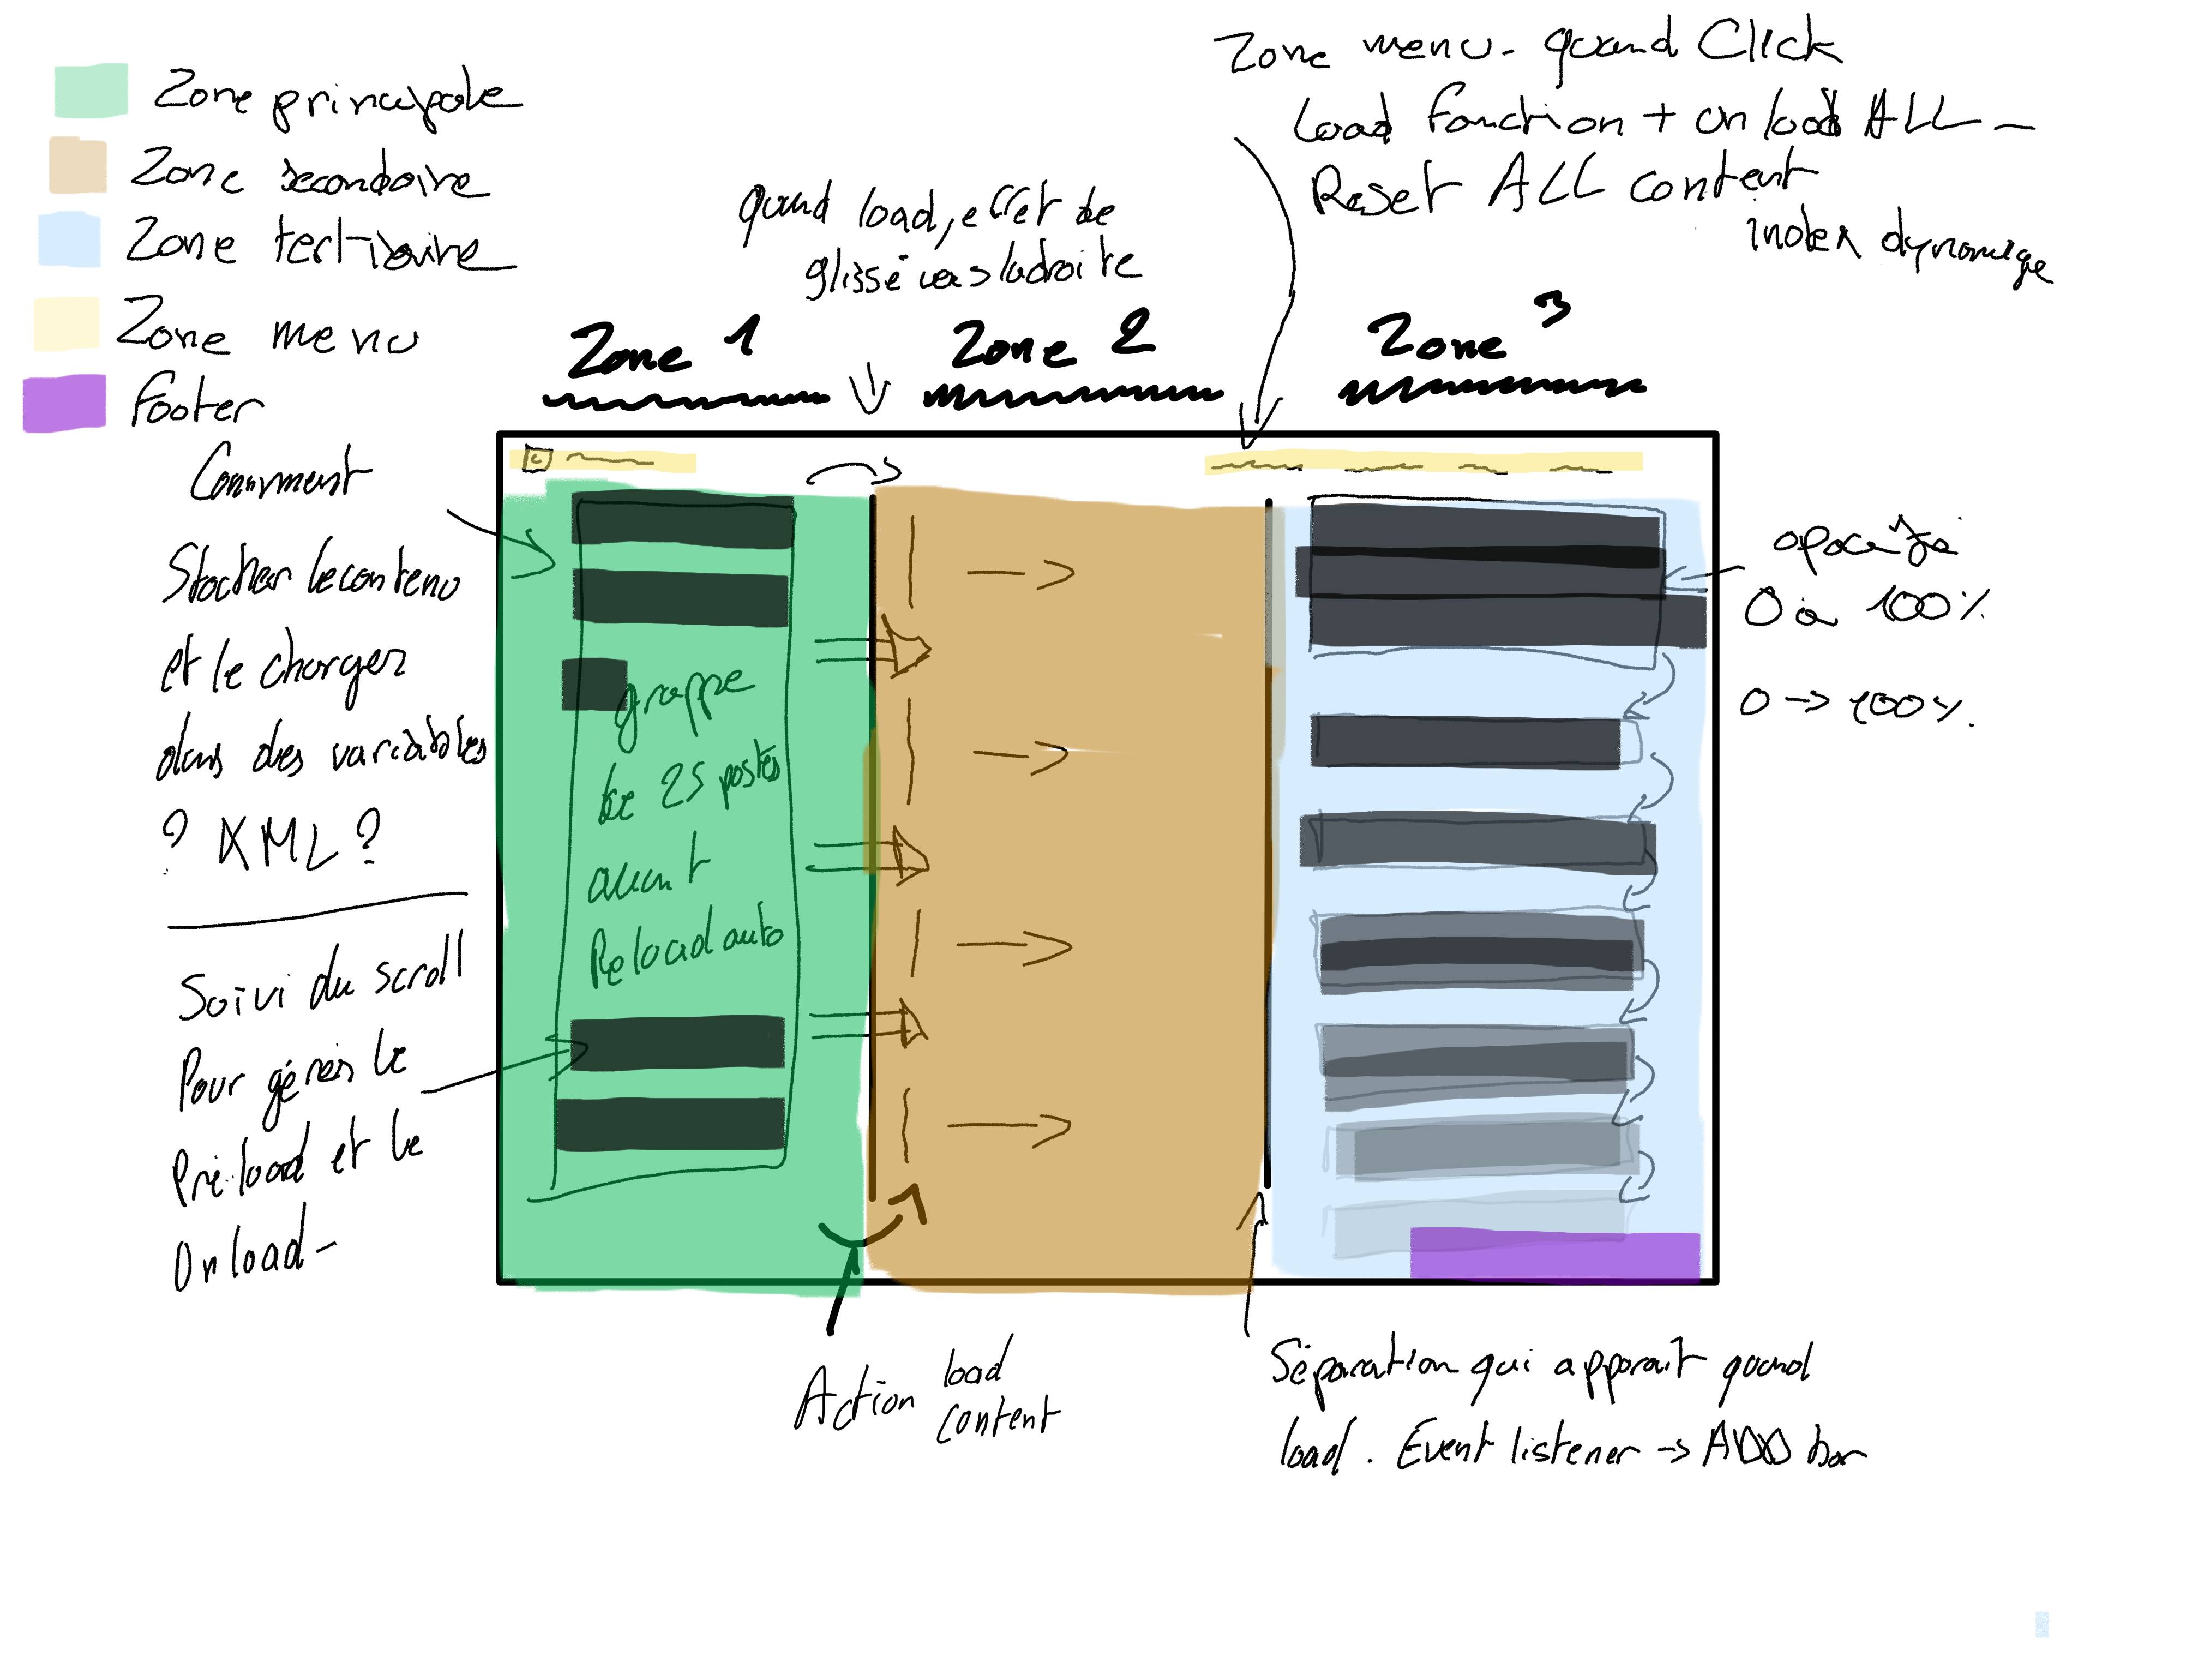 Zone principale
Zone secondaire
Zone tertiaire
Zone menu
Footer
Zone menu - quand Click
Load Fonction + On load ALL -
Reset ALL content
index dynamique
quand load, effet de
glissé vers la droite
Zone 1
Zone 2
Zone 3
Comment
Stocker le contenu
et le charger
dans des variables
? XML ?
Suivi du scroll
Pour gérer le
Pré-load et le
Onload -
groppe
de 25 postes
avant
Reload auto
opacité
0 à 100%
0 -> 100%.
Action load
content
Séparation qui apparait quand
load. Event listener -> ADD bar